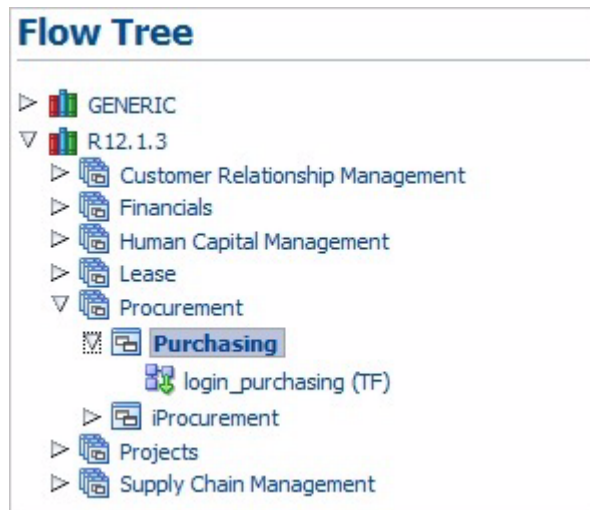 Flow Tree
GENERIC
R12.1.3
Customer Relationship Management
Financials
Human Capital Management
Lease
Procurement
Purchasing
login_purchasing (TF)
iProcurement
Projects
Supply Chain Management